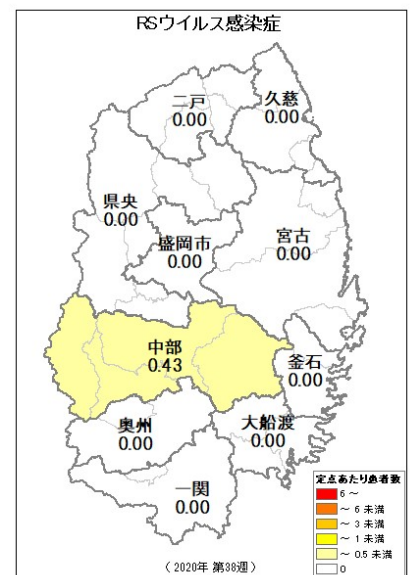 RSウイルス感染症
二戸
0.00
久慈
0.00
県央
0.00
盛岡市
0.00
宮古
0.00
中部
0.43
釜石
0.00
奥州
0.00
大船渡
0.00
一関
0.00
定点あたり患者数
6 ～
～ 6 未満
～ 3 未満
～ 1 未満
～ 0.5 未満
0
（ 2020年 第38週 ）